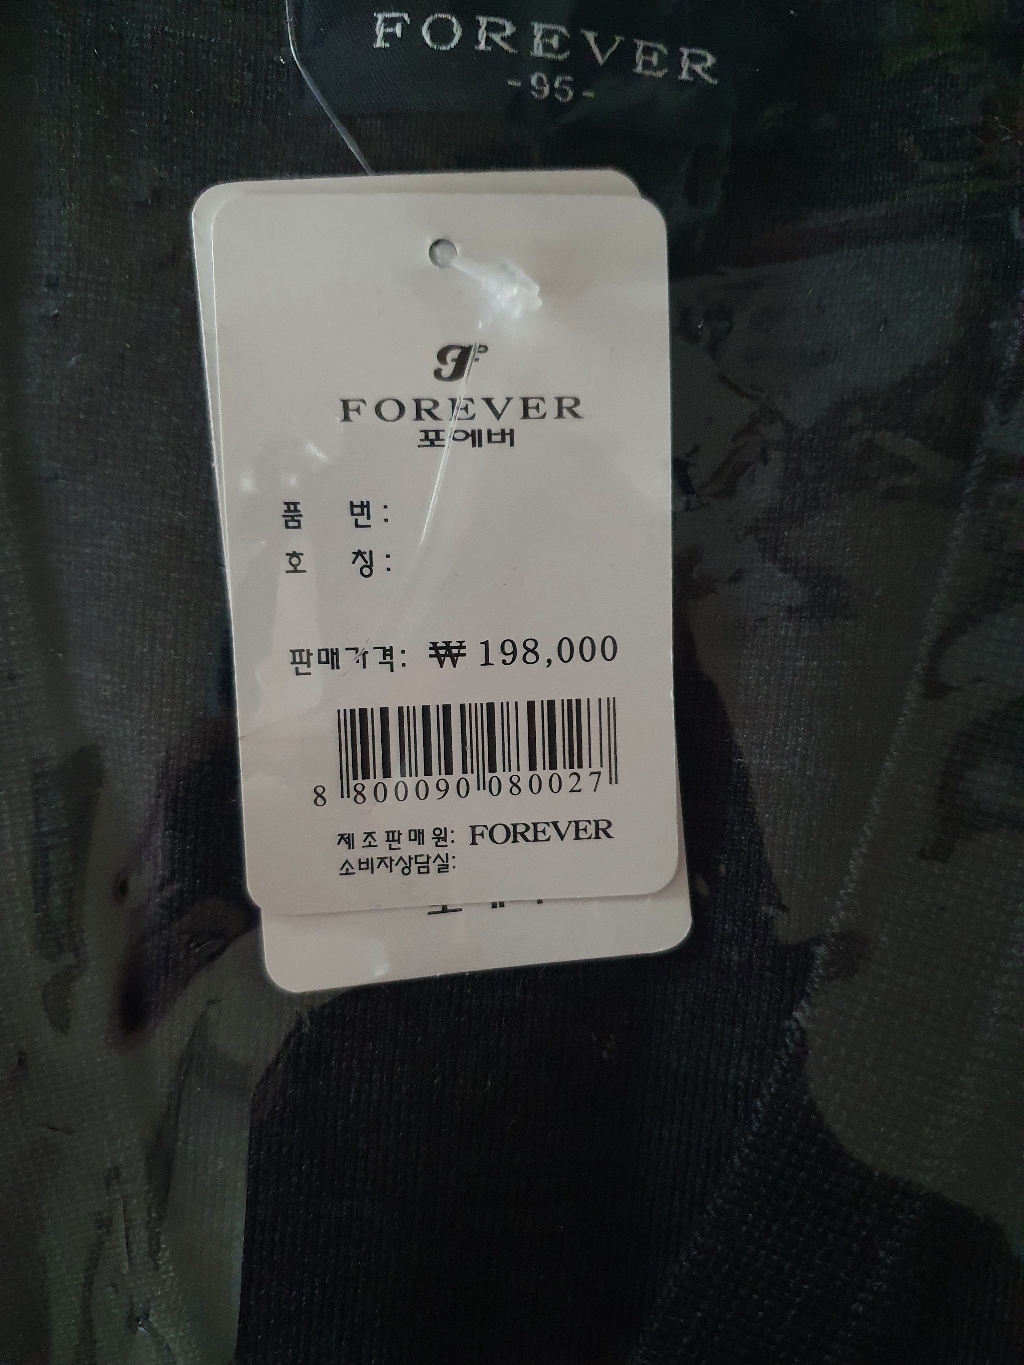 FOREVER
-95-
FOREVER
포에버
품 번 :
호 칭 :
판매가격: ₩ 198,000
8 800090 080027
제조판매원: FOREVER
소비자상담실: